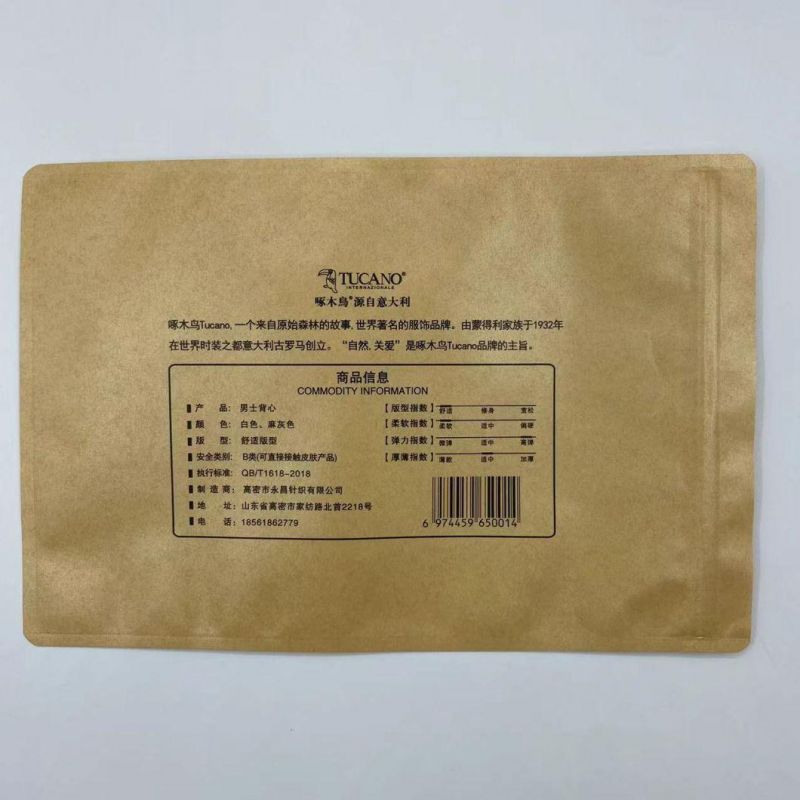 TUCANO®
INTERNAZIONALE
啄木鸟®源自意大利
啄木鸟Tucano, 一个来自原始森林的故事, 世界著名的服饰品牌。由蒙得利家族于1932年
在世界时装之都意大利古罗马创立。“自然, 关爱”是啄木鸟Tucano品牌的主旨。
商品信息
COMMODITY INFORMATION
产 品: 男士背心
颜 色: 白色、麻灰色
版 型: 舒适版型
安全类别: B类(可直接接触皮肤产品)
执行标准: QB/T1618-2018
制 造 商: 高密市永昌针织有限公司
地 址: 山东省高密市家纺路北首2218号
电 话: 18561862779
【版型指数】 舒适 修身 宽松
【柔软指数】 柔软 适中 偏硬
【弹力指数】 微弹 适中 高弹
【厚薄指数】 薄款 适中 加厚
6 974459 650014